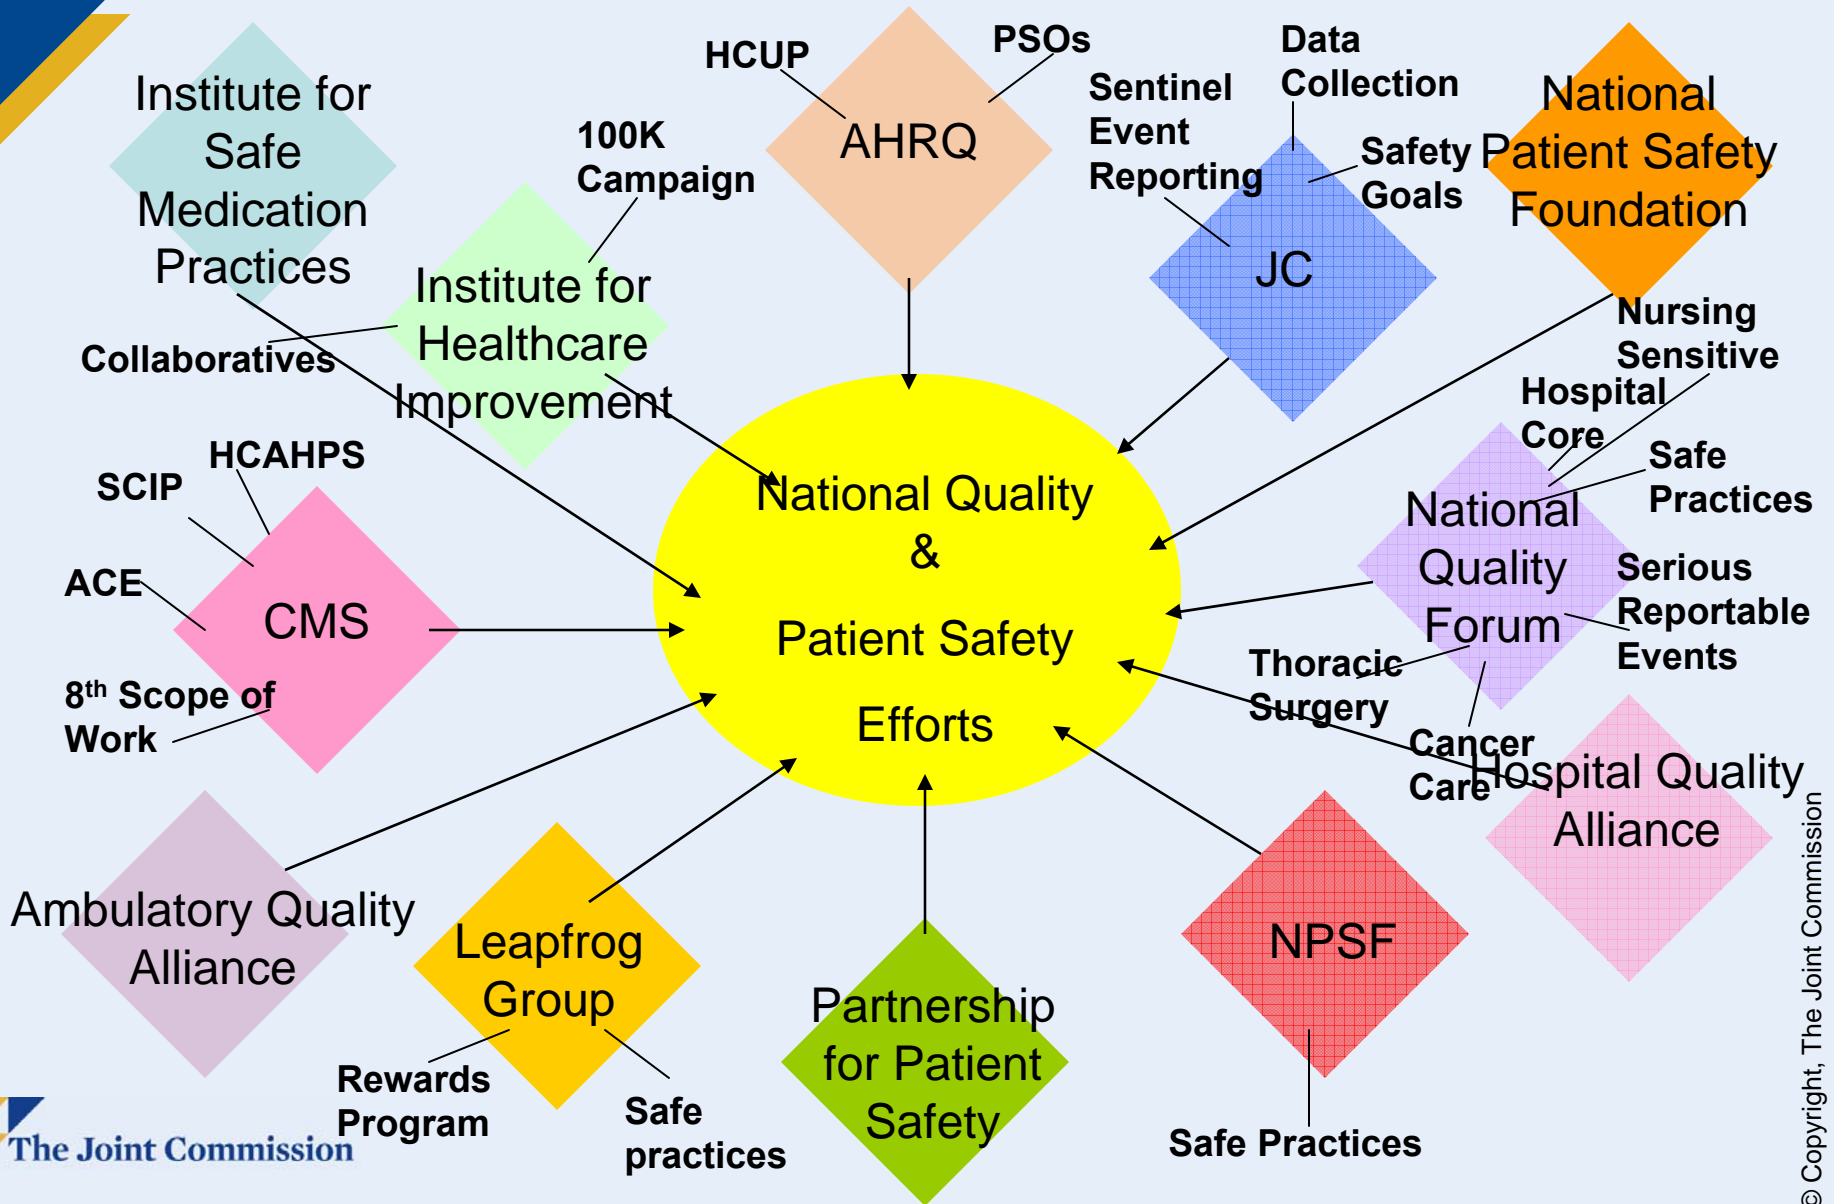 Institute for
Safe
Medication
Practices
100K
Campaign
Institute for
Healthcare
Improvement
Collaboratives
HCUP
PSOs
AHRQ
Sentinel
Event
Reporting
Data
Collection
Safety
Goals
JC
National
Patient Safety
Foundation
Nursing
Sensitive
Hospital
Core
Safe
Practices
National
Quality
Forum
Serious
Reportable
Events
Thoracic
Surgery
Cancer
Care
HCAHPS
SCIP
ACE
CMS
8th Scope of
Work
National Quality
&
Patient Safety
Efforts
Hospital Quality
Alliance
Ambulatory Quality
Alliance
Leapfrog
Group
Rewards
Program
Safe
practices
Partnership
for Patient
Safety
NPSF
Safe Practices
The Joint Commission
© Copyright, The Joint Commission